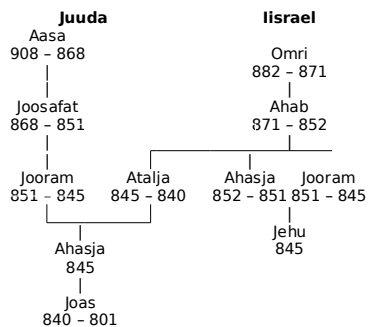 Juuda Iisrael
Aasa
908 – 868
Omri
882 – 871
Joosafat
868 – 851
Ahab
871 – 852
Jooram Atalja Ahasja Jooram
851 – 845 845 – 840 852 – 851 851 – 845
Jehu
845
Ahasja
845
Joas
840 – 801